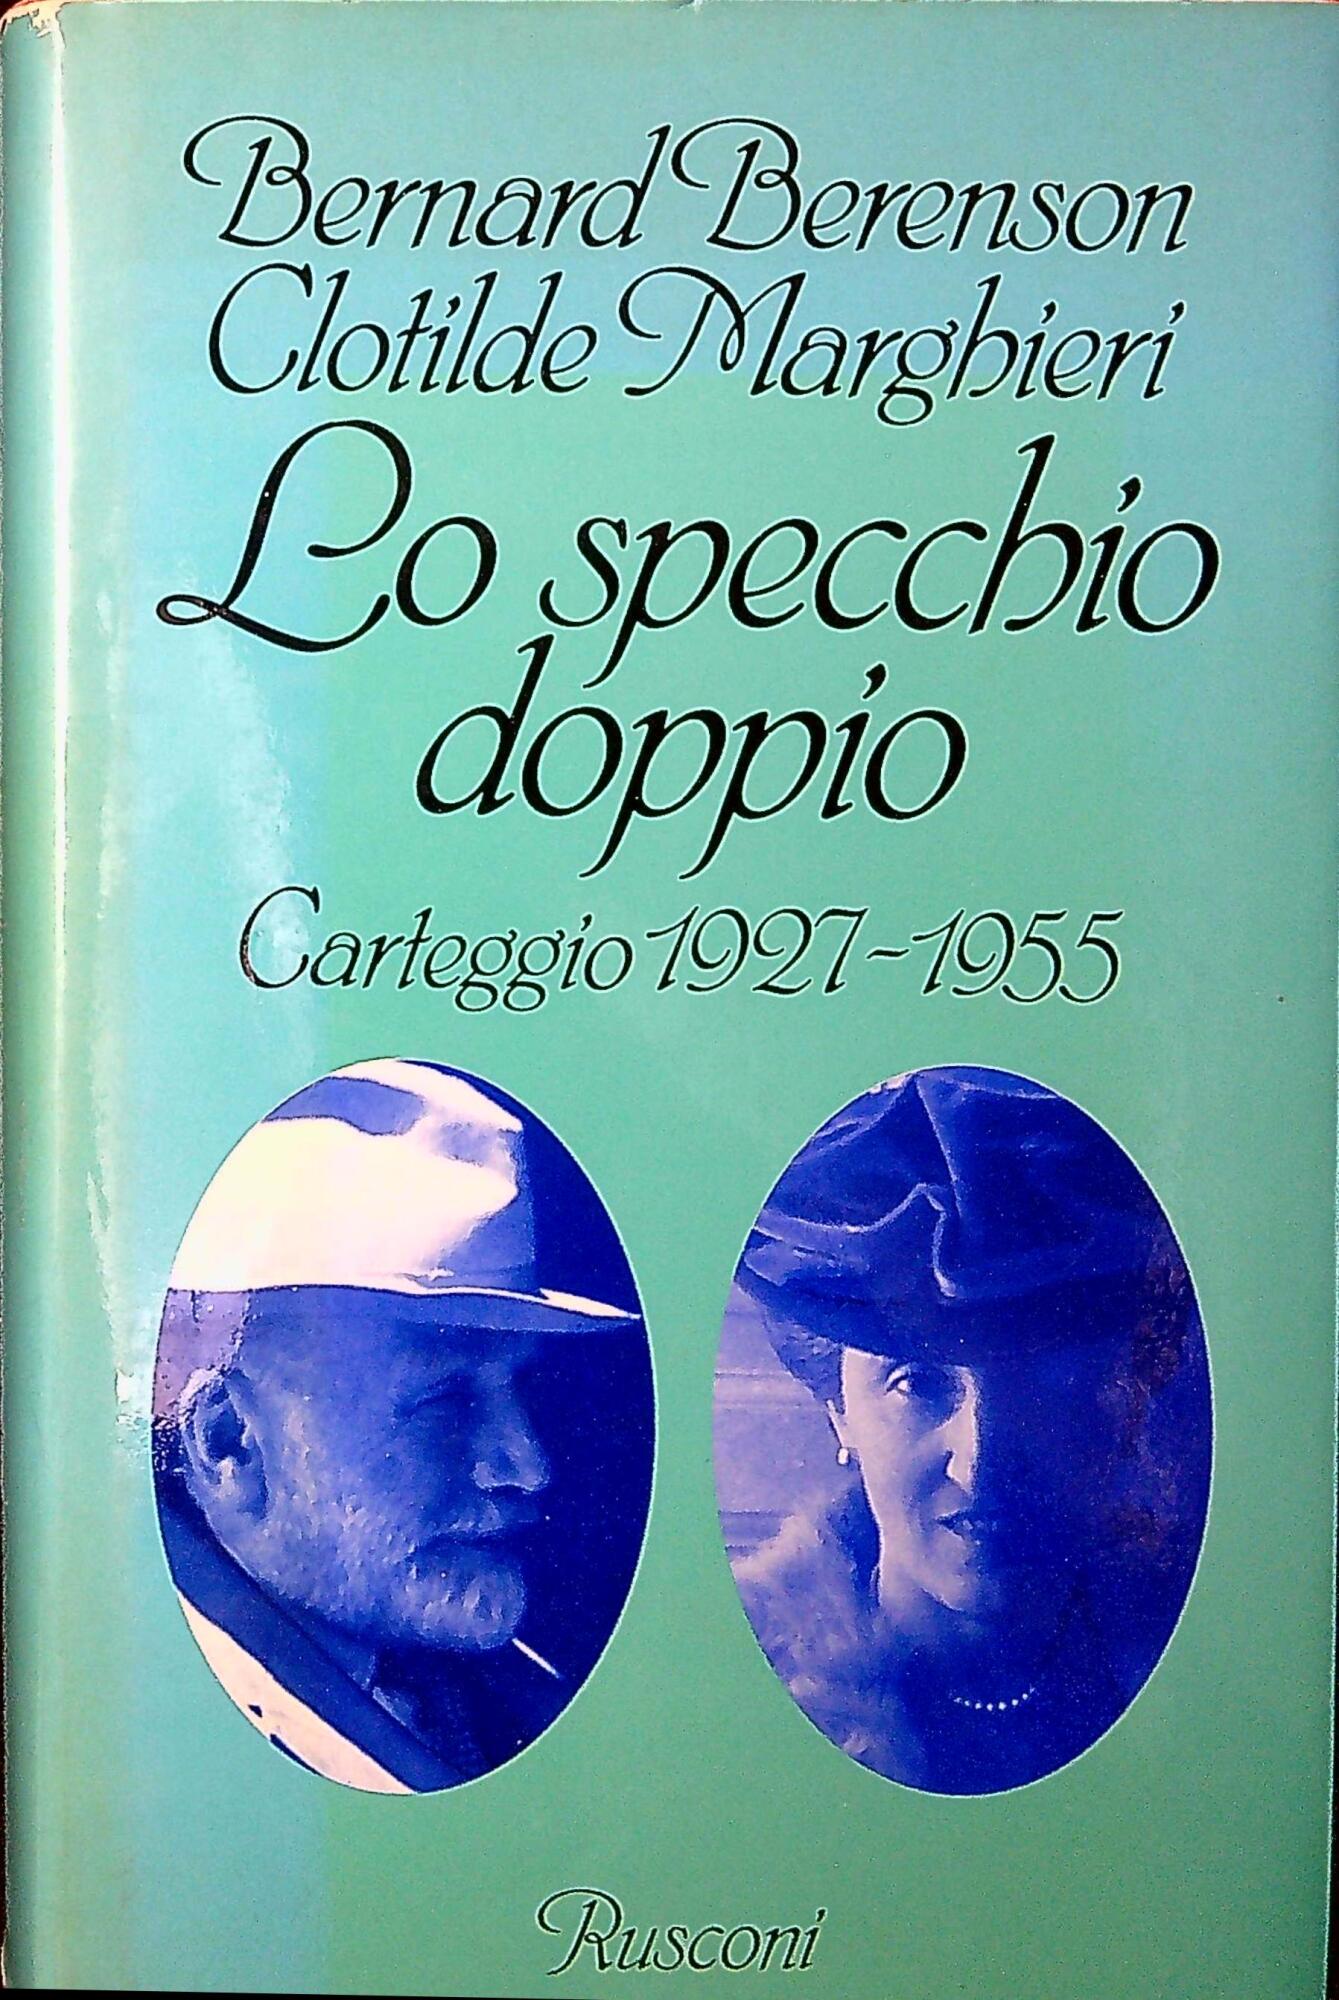 Bernard Berenson
Clotilde Marghieri
Lo specchio
doppio
Carteggio 1927-1955
Rusconi